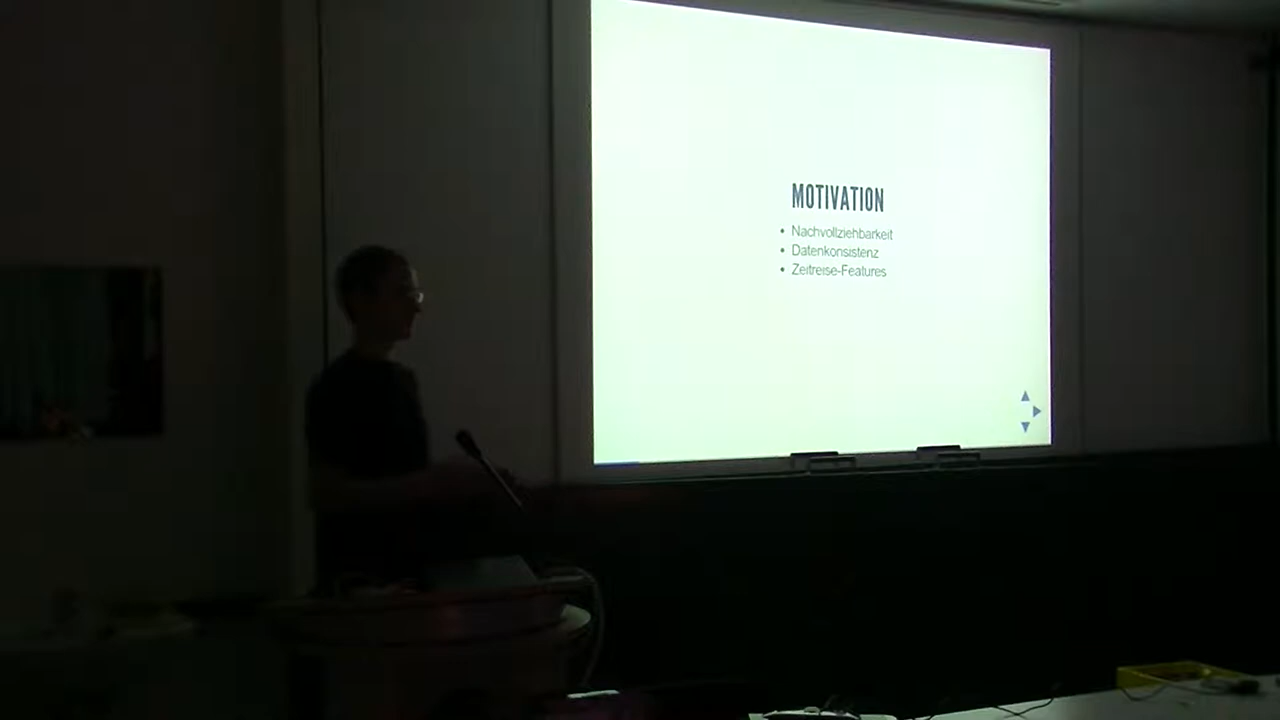 MOTIVATION
• Nachvollziehbarkeit
• Datenkonsistenz
• Zeitreise-Features